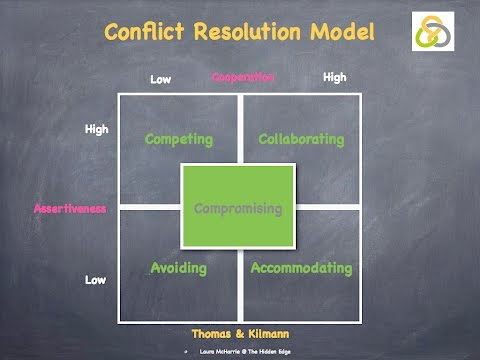 Conflict Resolution Model
Low Cooperation High
High
Competing Collaborating
Assertiveness Compromising
Avoiding Accommodating
Low
Thomas & Kilmann
Laura McHarrie @ The Hidden Edge